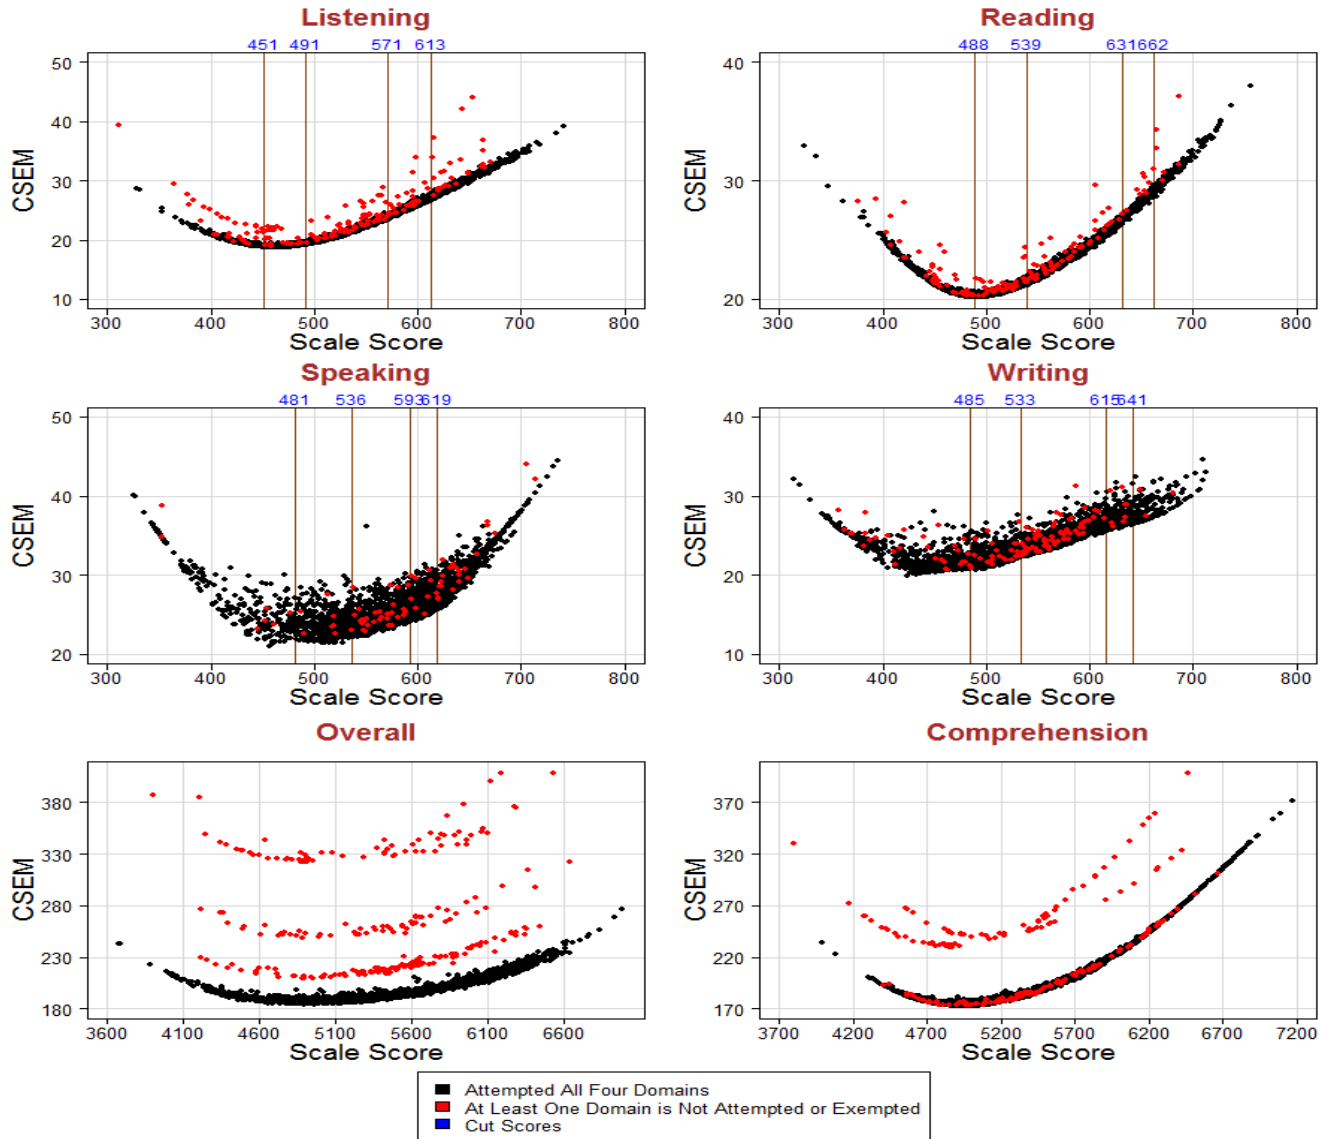 Listening
451 491 571 613
50
40
30
20
10
CSEM
300 400 500 600 700 800
Scale Score
Reading
488 539 631 662
40
30
20
CSEM
300 400 500 600 700 800
Scale Score
Speaking
481 536 593 619
50
40
30
20
CSEM
300 400 500 600 700 800
Scale Score
Writing
485 533 615 641
40
30
20
10
CSEM
300 400 500 600 700 800
Scale Score
Overall
380
330
280
230
180
CSEM
3600 4100 4600 5100 5600 6100 6600
Scale Score
Comprehension
370
320
270
220
170
CSEM
3700 4200 4700 5200 5700 6200 6700 7200
Scale Score
Attempted All Four Domains
At Least One Domain is Not Attempted or Exempted
Cut Scores